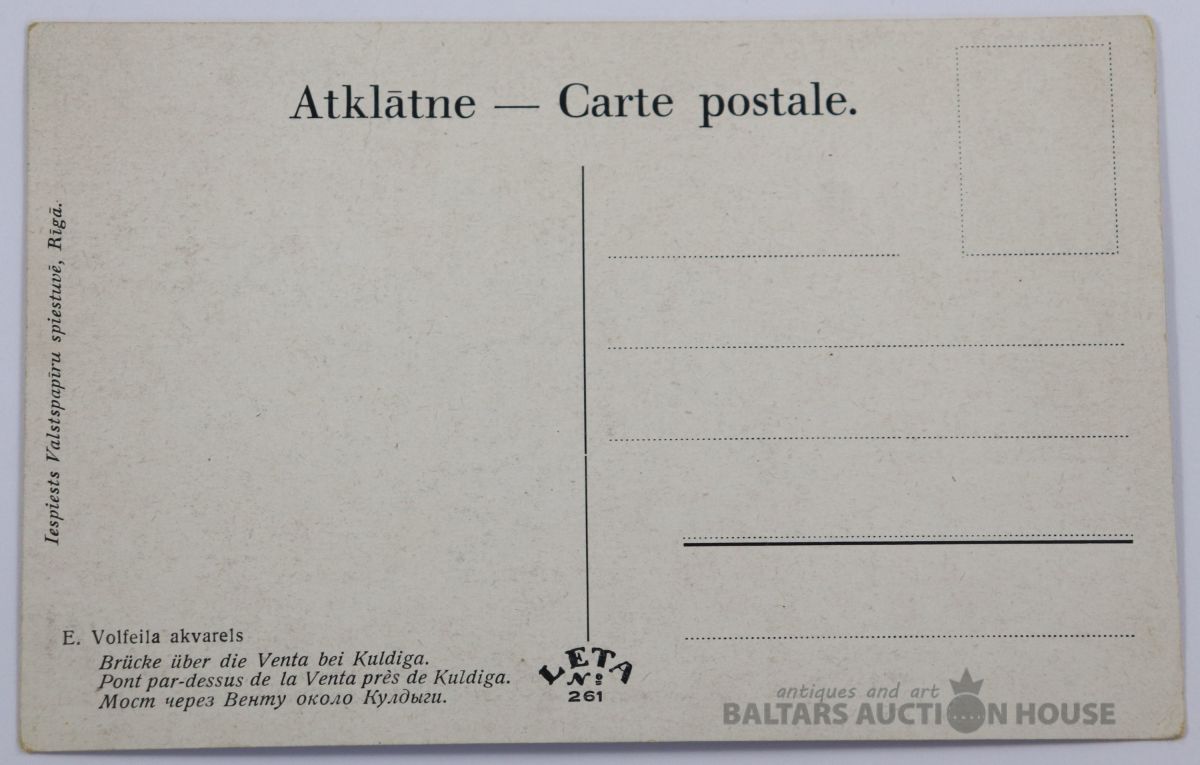 Atklātne — Carte postale.
Iespiests Valstspapīru spiestuvē, Rīgā.
E. Volfeila akvarels
Brücke über die Venta bei Kuldiga.
Pont par-dessus de la Venta près de Kuldiga.
Мост через Венту около Кулдыги.
LETA
№
261
antiques and art
BALTARS AUCTION HOUSE